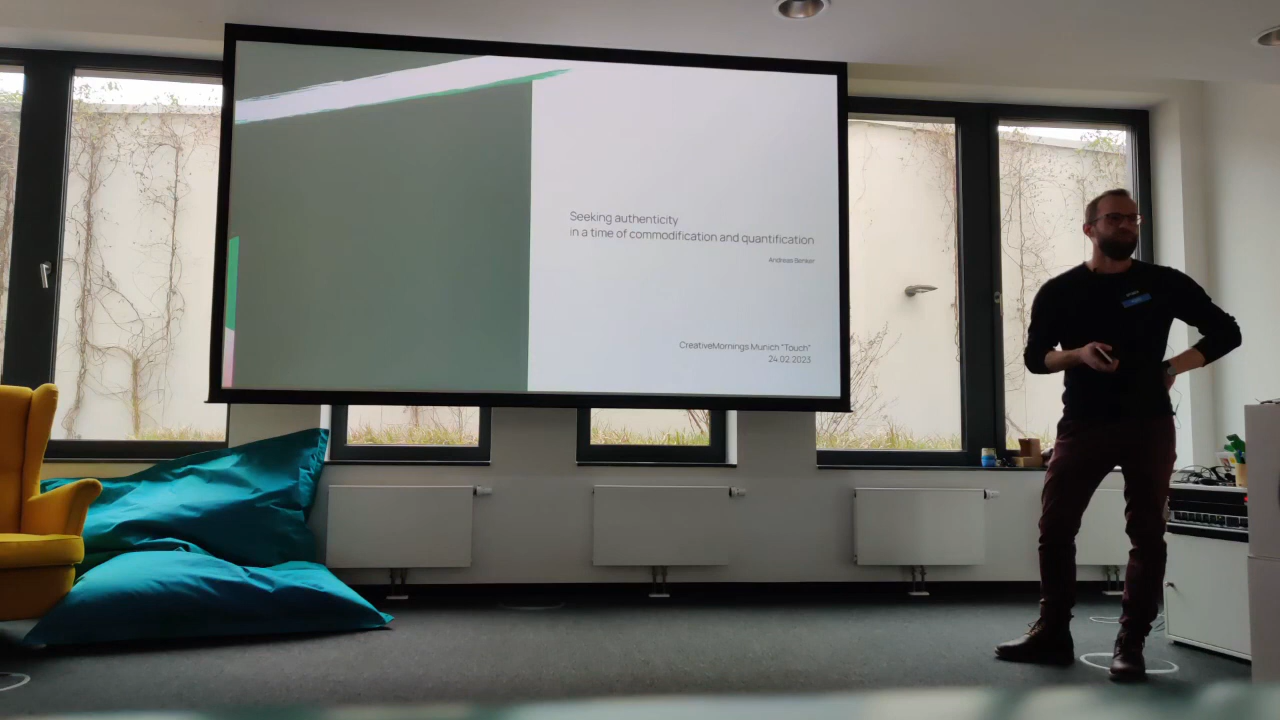 Seeking authenticity
in a time of commodification and quantification
Andreas Benker
CreativeMornings Munich "Touch"
24.02.2023